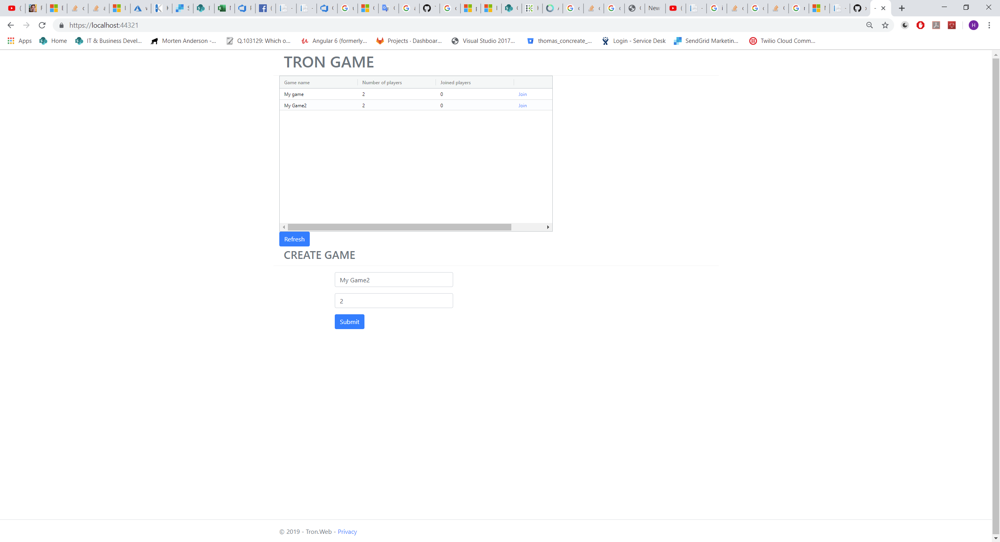 New
https://localhost:44321
H
Apps Home IT & Business Devel... Morten Anderson -... Q.103129: Which o... Angular 6 (formerly... Projects · Dashboar... Visual Studio 2017... thomas_concreate_... Login - Service Desk SendGrid Marketin... Twilio Cloud Comm...
TRON GAME
Game name Number of players Joined players
My game 2 0 Join
My Game2 2 0 Join
Refresh
CREATE GAME
My Game2
2
Submit
© 2019 - Tron.Web - Privacy